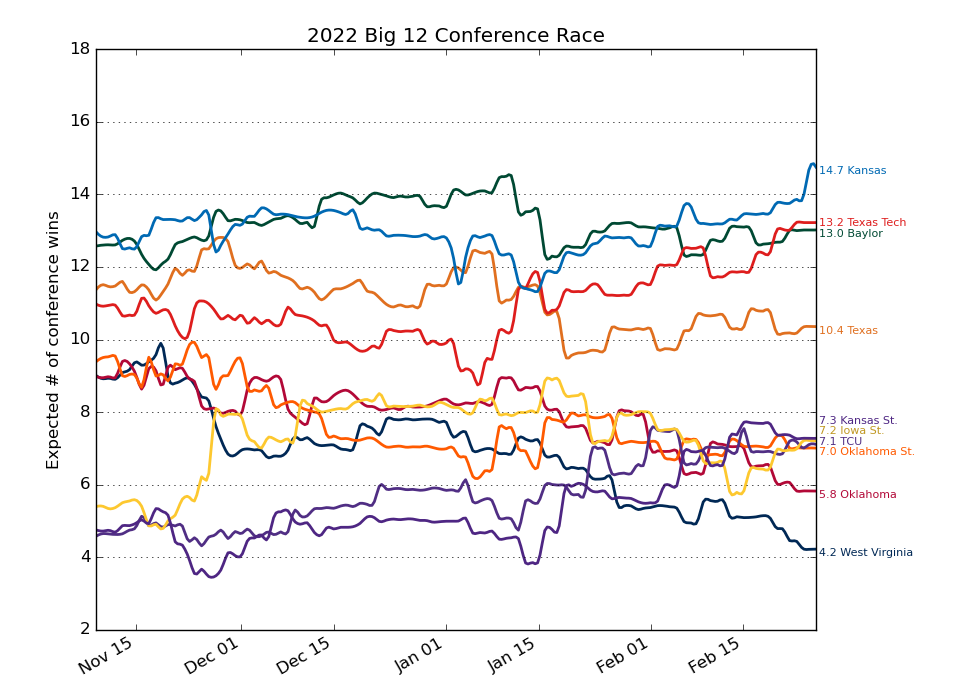 2022 Big 12 Conference Race
Expected # of conference wins
18
16
14
12
10
8
6
4
2
14.7 Kansas
13.2 Texas Tech
13.0 Baylor
10.4 Texas
7.3 Kansas St.
7.2 Iowa St.
7.1 TCU
7.0 Oklahoma St.
5.8 Oklahoma
4.2 West Virginia
Nov 15
Dec 01
Dec 15
Jan 01
Jan 15
Feb 01
Feb 15